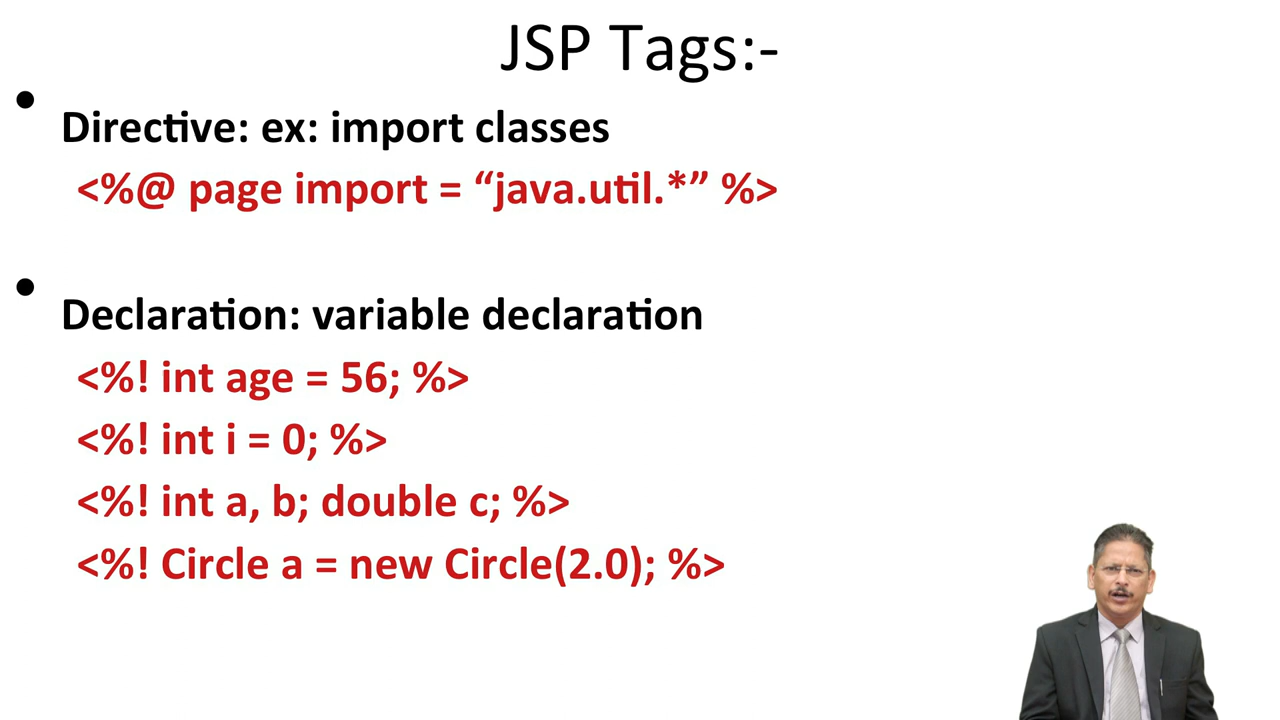 JSP Tags:-
• Directive: ex: import classes
<%@ page import = “java.util.*” %>
• Declaration: variable declaration
<%! int age = 56; %>
<%! int i = 0; %>
<%! int a, b; double c; %>
<%! Circle a = new Circle(2.0); %>